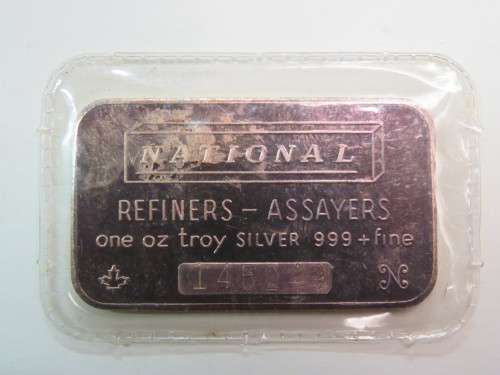 NATIONAL
REFINERS - ASSAYERS
one oz troy SILVER 999+fine